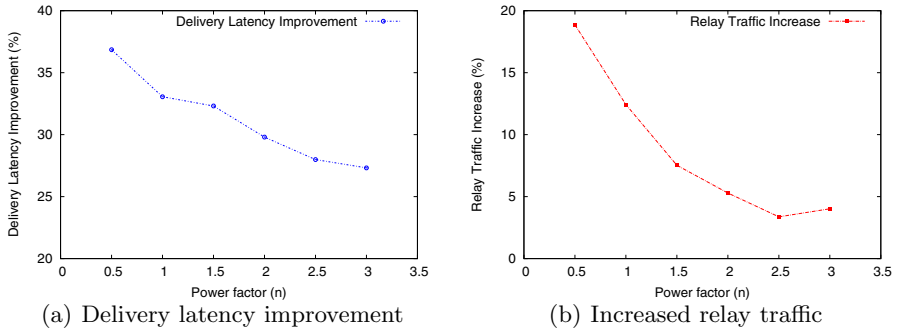 Delivery Latency Improvement
Delivery Latency Improvement (%)
40
35
30
25
20
0 0.5 1 1.5 2 2.5 3 3.5
Power factor (n)
(a) Delivery latency improvement
Relay Traffic Increase
Relay Traffic Increase (%)
20
15
10
5
0
0 0.5 1 1.5 2 2.5 3 3.5
Power factor (n)
(b) Increased relay traffic